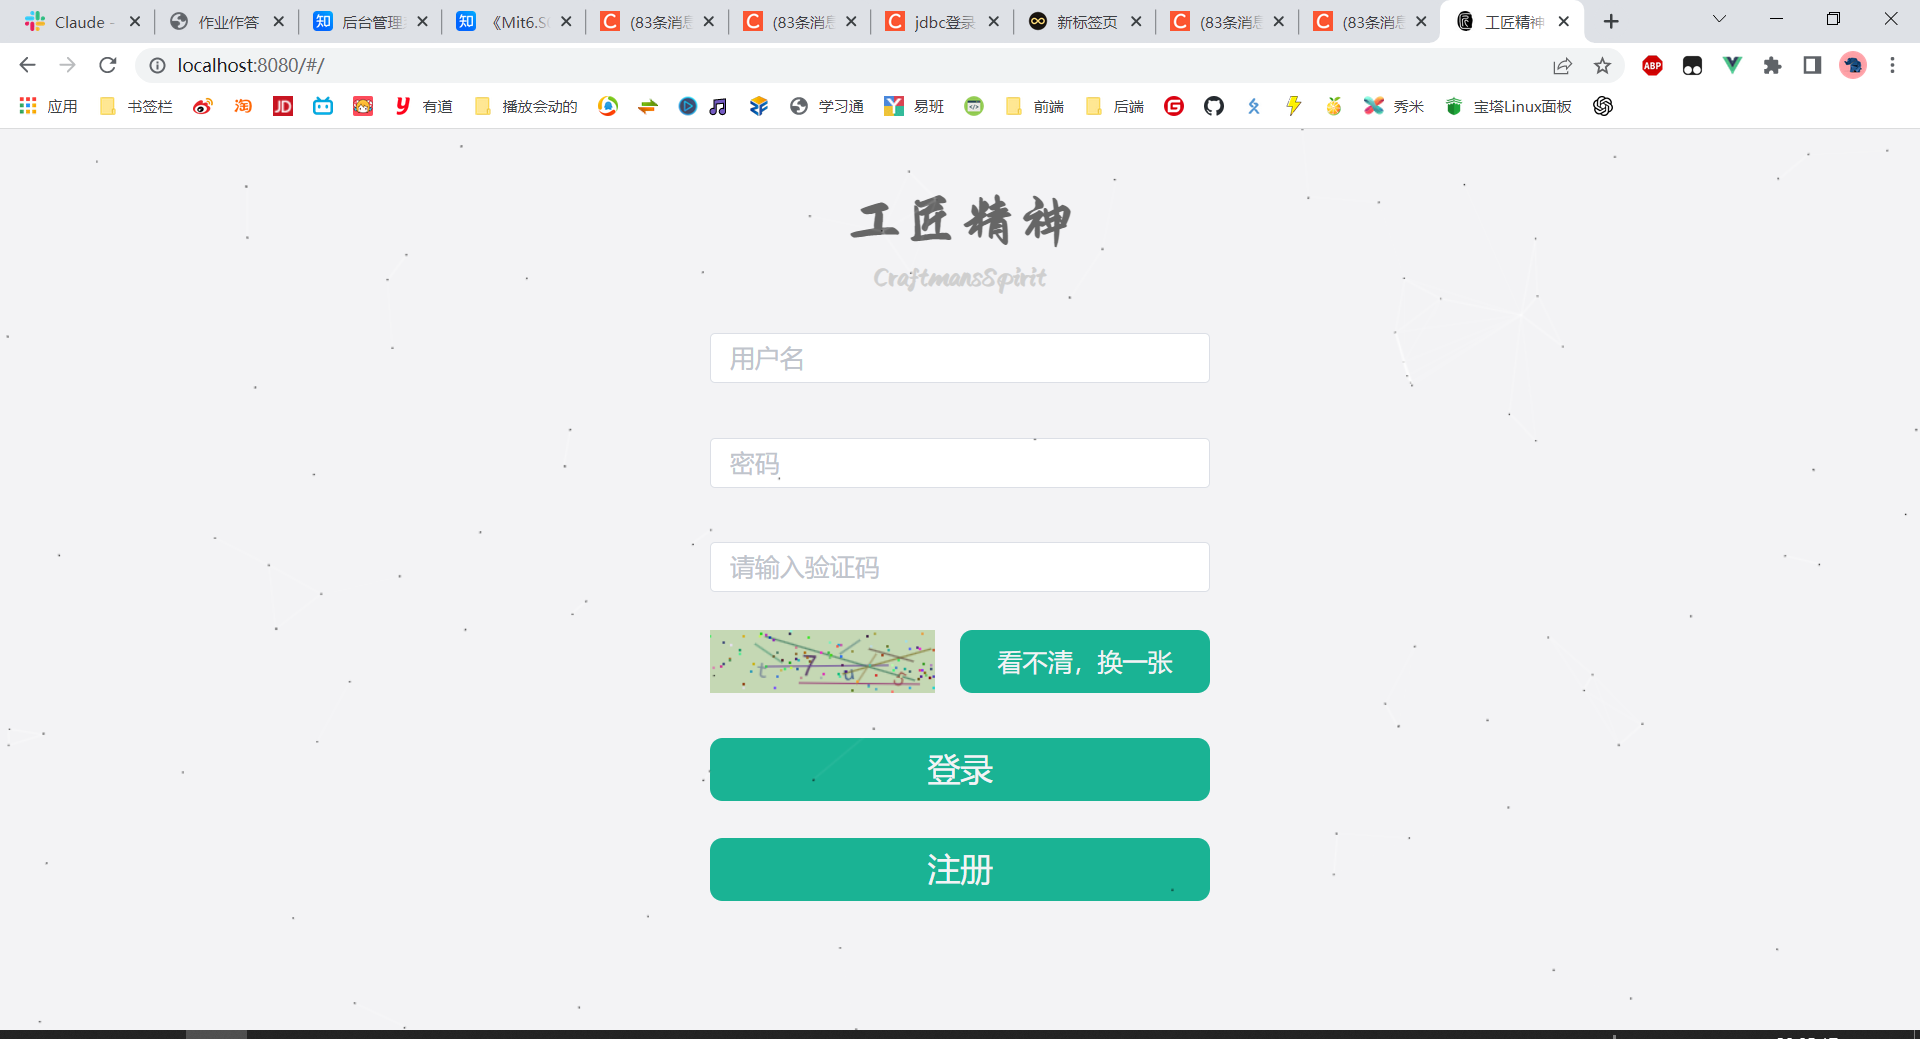 Claude -
作业作答
后台管理
《Mit6.S
(83条消息
(83条消息
jdbc登录
新标签页
(83条消息
(83条消息
工匠精神
localhost:8080/#/
ABP
应用
书签栏
淘
JD
有道
播放会动的
学习通
易班
前端
后端
秀米
宝塔Linux面板
工匠精神
CraftmansSpirit
用户名
密码
请输入验证码
看不清，换一张
登录
注册